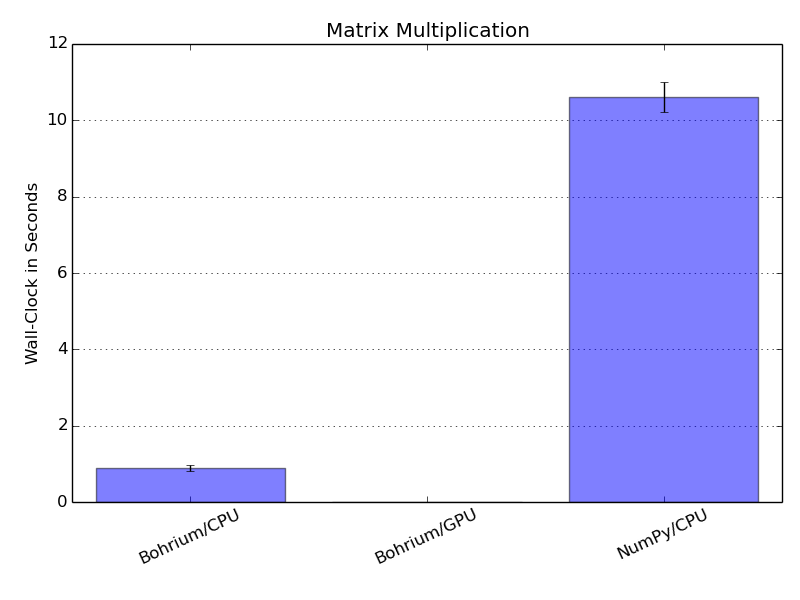 Matrix Multiplication
12
10
8
6
4
2
0
Wall-Clock in Seconds
Bohrium/CPU
Bohrium/GPU
NumPy/CPU